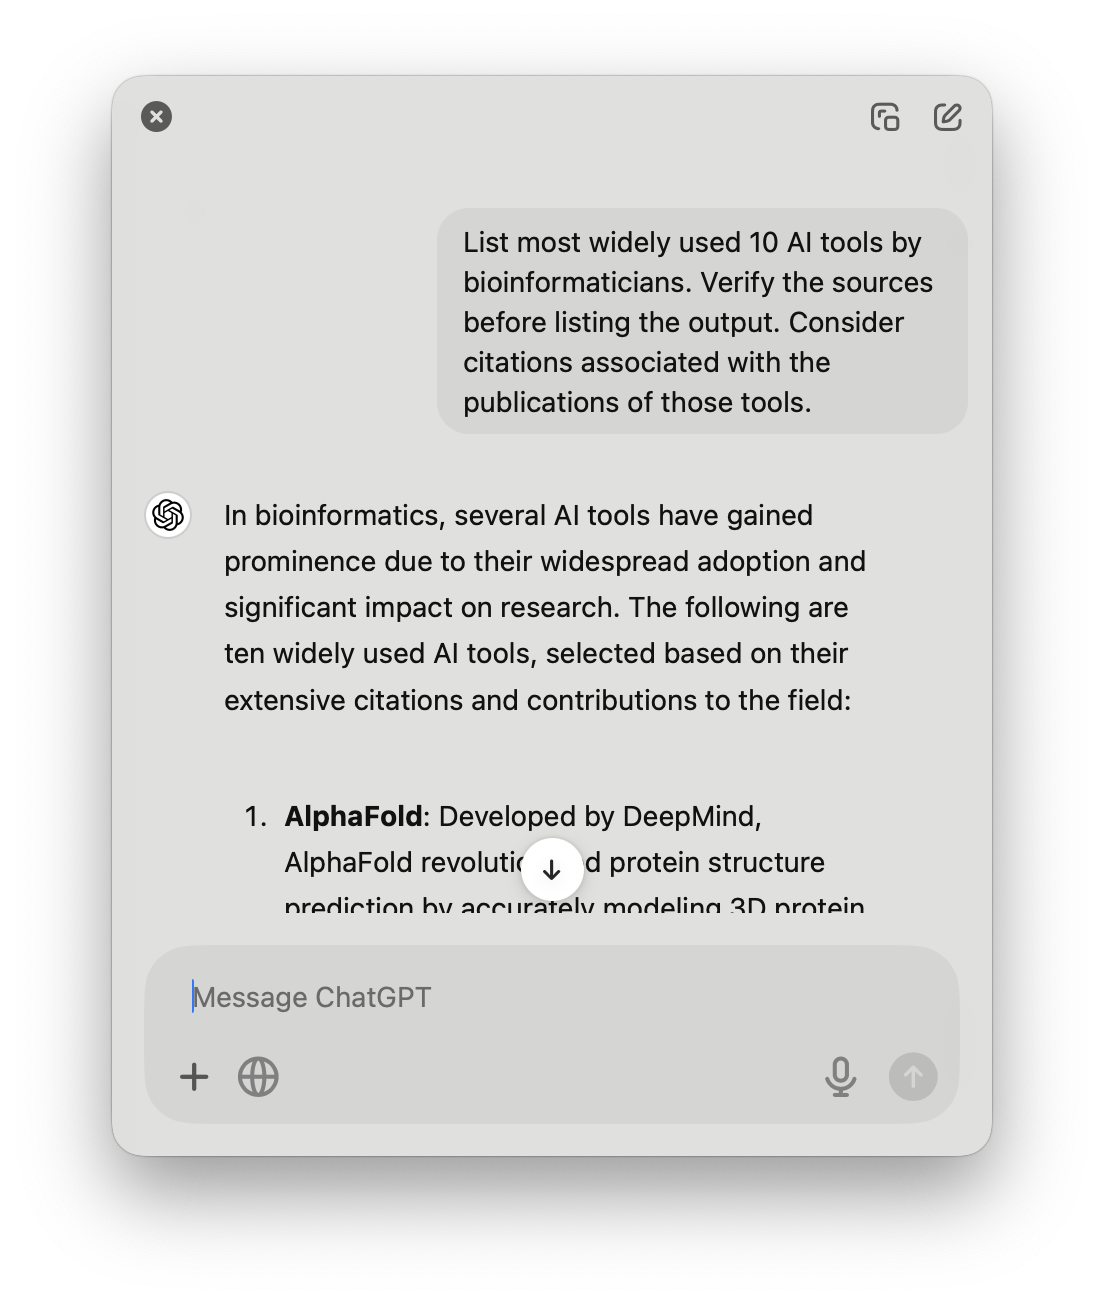 List most widely used 10 AI tools by
bioinformaticians. Verify the sources
before listing the output. Consider
citations associated with the
publications of those tools.
In bioinformatics, several AI tools have gained
prominence due to their widespread adoption and
significant impact on research. The following are
ten widely used AI tools, selected based on their
extensive citations and contributions to the field:
1. AlphaFold: Developed by DeepMind,
AlphaFold protein structure
prediction by accurately modeling 3D protein
Message ChatGPT